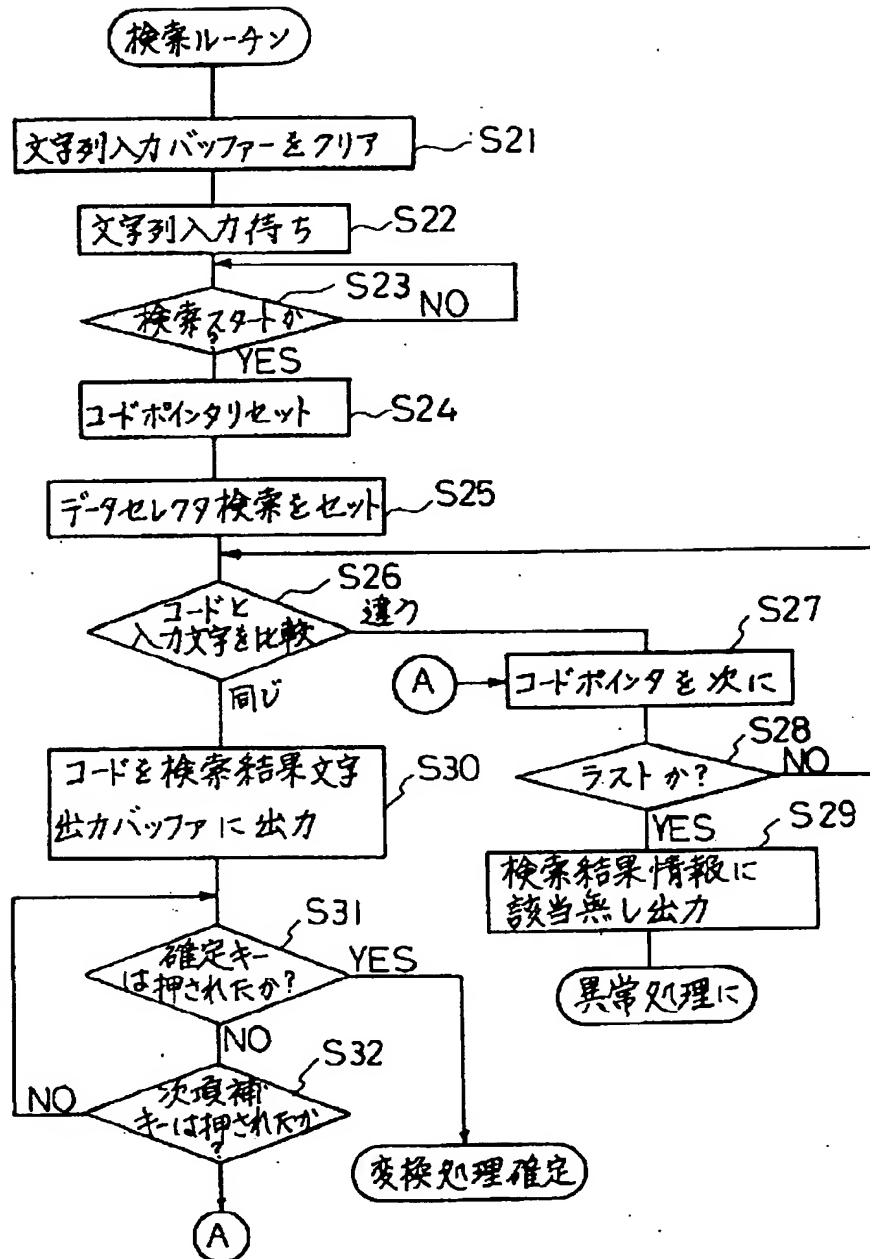 検索ルーチン
文字列入力バッファーをクリア
S21
文字列入力待ち
S22
S23
検索スタートか
?
NO
YES
コードポインタリセット
S24
データセレクタ検索をセット
S25
S26
コードと
入力文字を比較
違う
同じ
S27
A
コードポインタを次に
S28
ラストか?
NO
YES
S29
検索結果情報に
該当無し出力
異常処理に
コードを検索結果文字
出力バッファに出力
S30
S31
確定キー
は押されたか?
YES
NO
S32
次項補
キーは押されたか
?
NO
変換処理確定
A